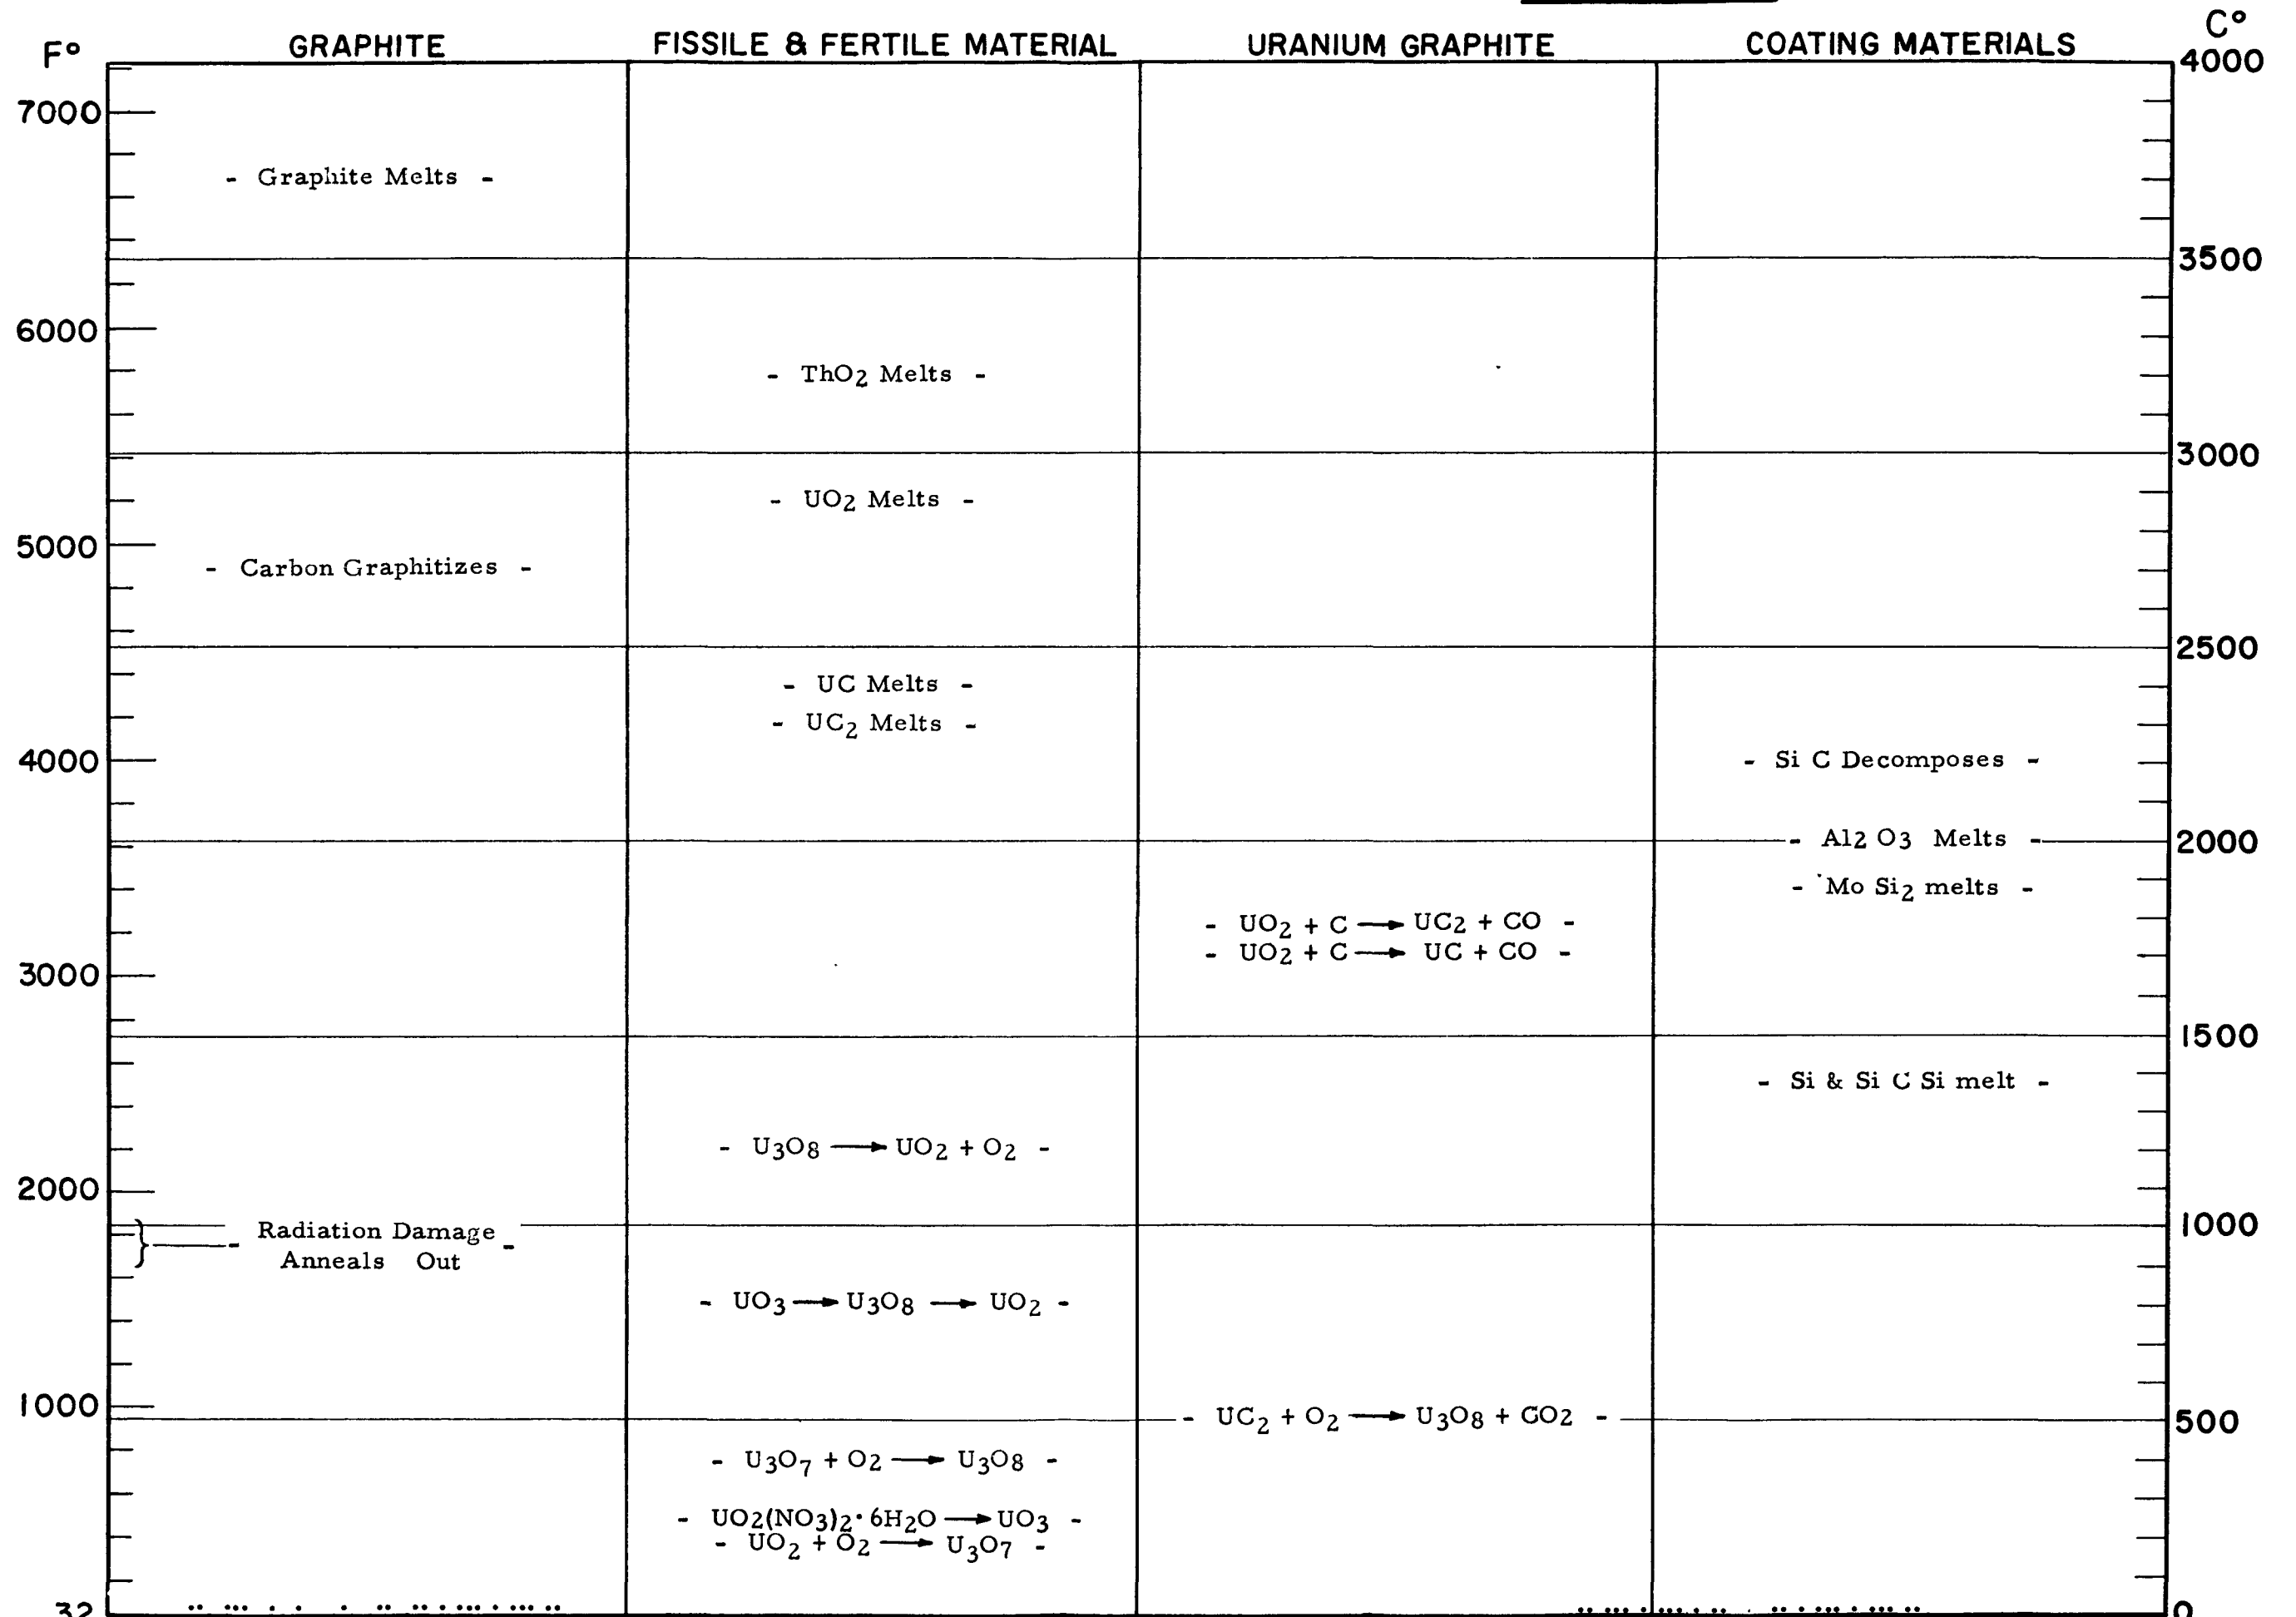 F° GRAPHITE FISSILE & FERTILE MATERIAL URANIUM GRAPHITE COATING MATERIALS C°
4000
7000
- Graphite Melts -
3500
6000
- ThO2 Melts -
3000
- UO2 Melts -
5000
- Carbon Graphitizes -
2500
- UC Melts -
- UC2 Melts -
4000 - Si C Decomposes -
- Al2 O3 Melts - 2000
- Mo Si2 melts -
- UO2 + C → UC2 + CO -
- UO2 + C → UC + CO -
3000
1500
- Si & Si C Si melt -
- U3O8 → UO2 + O2 -
2000
} - Radiation Damage - 1000
Anneals Out
- UO3 → U3O8 → UO2 -
1000
- UC2 + O2 → U3O8 + CO2 - 500
- U3O7 + O2 → U3O8 -
- UO2(NO3)2·6H2O → UO3 -
- UO2 + O2 → U3O7 -
32 0